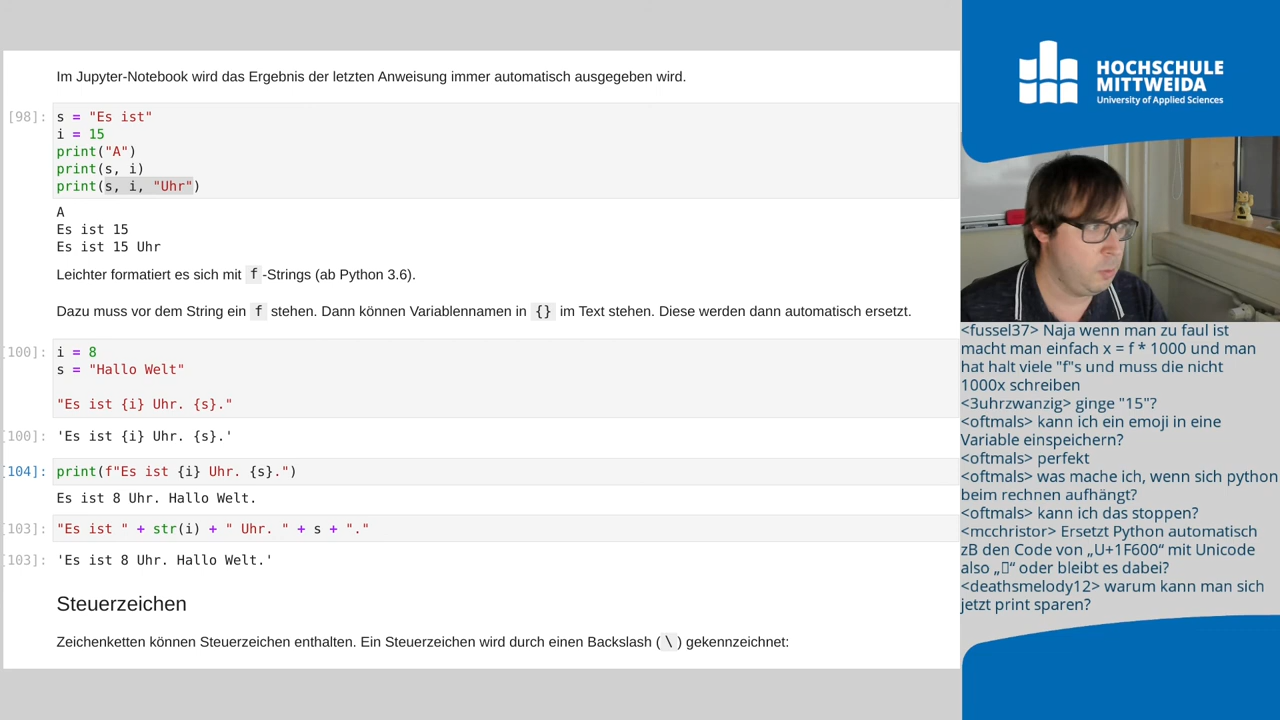 Im Jupyter-Notebook wird das Ergebnis der letzten Anweisung immer automatisch ausgegeben wird.
[98]:
s = "Es ist"
i = 15
print("A")
print(s, i)
print(s, i, "Uhr")
A
Es ist 15
Es ist 15 Uhr
Leichter formatiert es sich mit f -Strings (ab Python 3.6).
Dazu muss vor dem String ein f stehen. Dann können Variablennamen in {} im Text stehen. Diese werden dann automatisch ersetzt.
[100]:
i = 8
s = "Hallo Welt"
"Es ist {i} Uhr. {s}."
[100]: 'Es ist {i} Uhr. {s}.'
[104]: print(f"Es ist {i} Uhr. {s}.")
Es ist 8 Uhr. Hallo Welt.
[103]: "Es ist " + str(i) + " Uhr. " + s + "."
[103]: 'Es ist 8 Uhr. Hallo Welt.'
Steuerzeichen
Zeichenketten können Steuerzeichen enthalten. Ein Steuerzeichen wird durch einen Backslash ( \ ) gekennzeichnet:
HOCHSCHULE
MITTWEIDA
University of Applied Sciences
<fussel37> Naja wenn man zu faul ist
macht man einfach x = f * 1000 und man
hat halt viele "f"s und muss die nicht
1000x schreiben
<3uhrzwanzig> ginge "15"?
<oftmals> kann ich ein emoji in eine
Variable einspeichern?
<oftmals> perfekt
<oftmals> was mache ich, wenn sich python
beim rechnen aufhängt?
<oftmals> kann ich das stoppen?
<mcchristor> Ersetzt Python automatisch
zB den Code von „U+1F600“ mit Unicode
also „▯“ oder bleibt es dabei?
<deathsmelody12> warum kann man sich
jetzt print sparen?